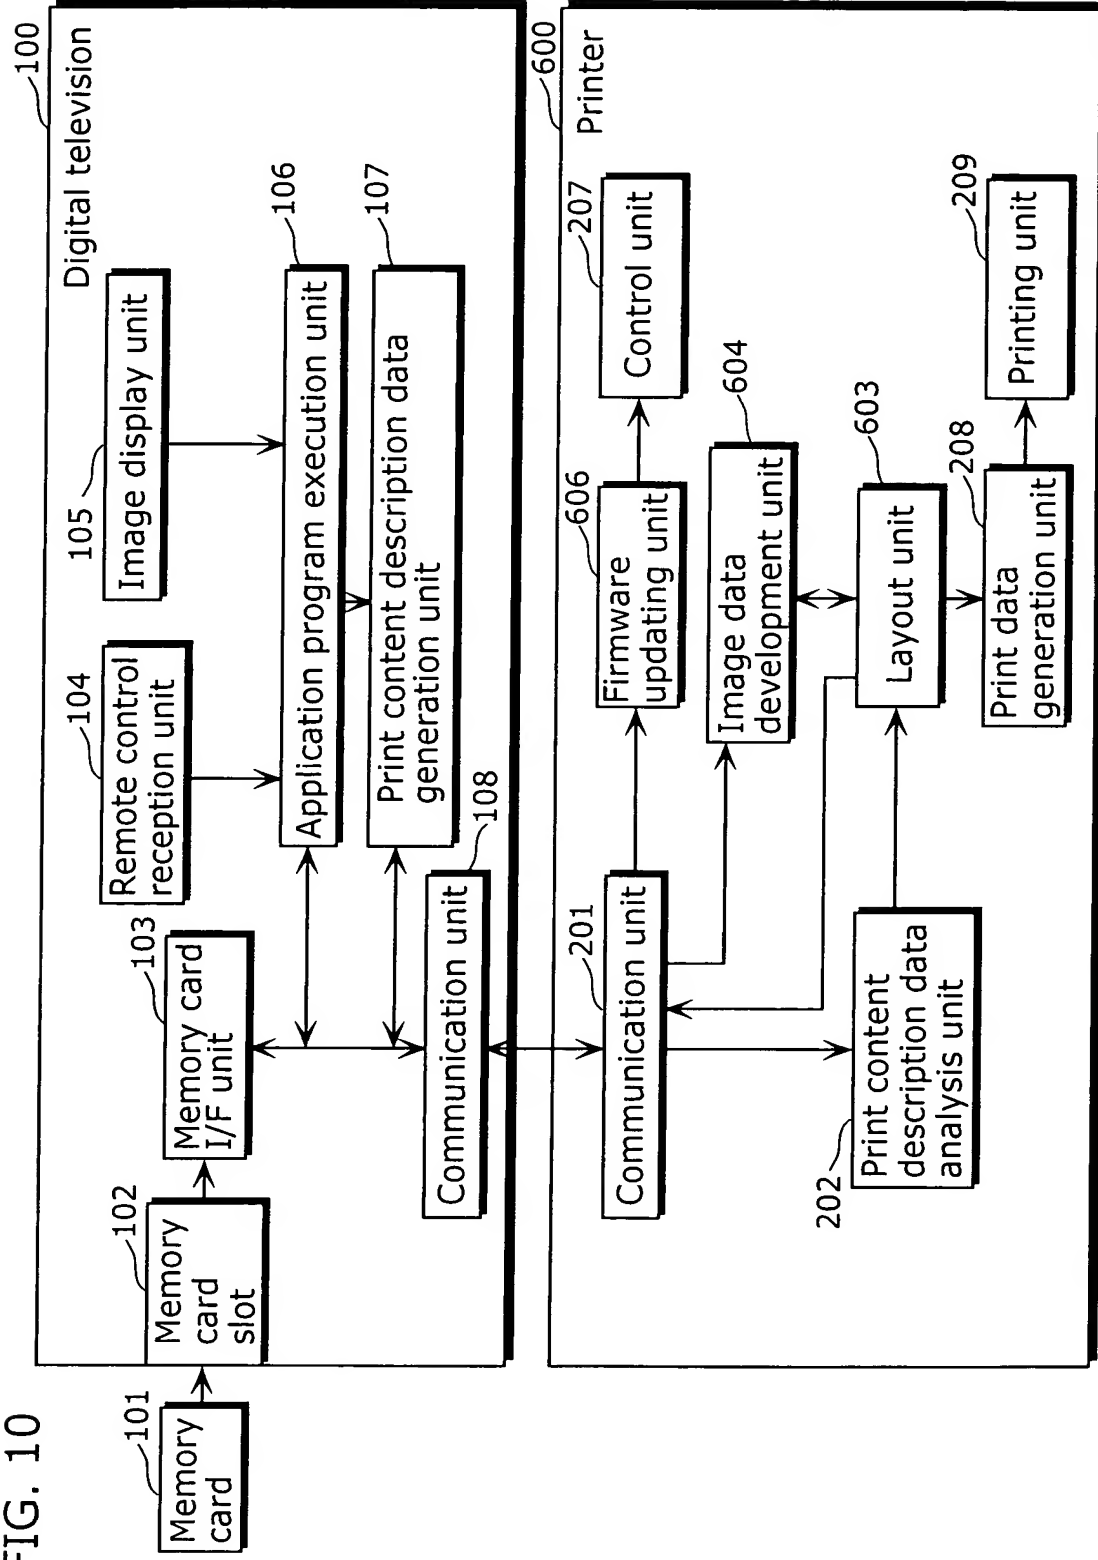 FIG. 10
100
Digital television
101
Memory
card
102
Memory
card
slot
103
Memory card
I/F unit
104
Remote control
reception unit
105
Image display unit
106
Application program execution unit
107
Print content description data
generation unit
108
Communication unit
600
Printer
201
Communication unit
606
Firmware
updating unit
207
Control unit
604
Image data
development unit
603
Layout unit
202
Print content
description data
analysis unit
208
Print data
generation unit
209
Printing unit